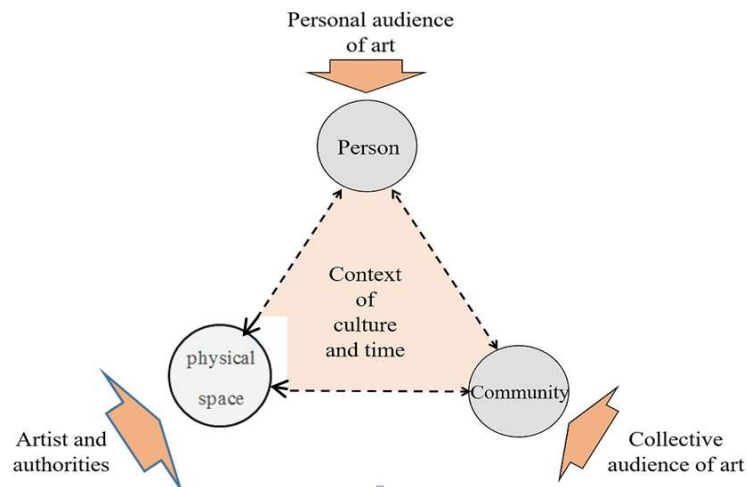 Personal audience
of art
Person
Context
of
culture
and time
physical
space
Community
Artist and
authorities
Collective
audience of art